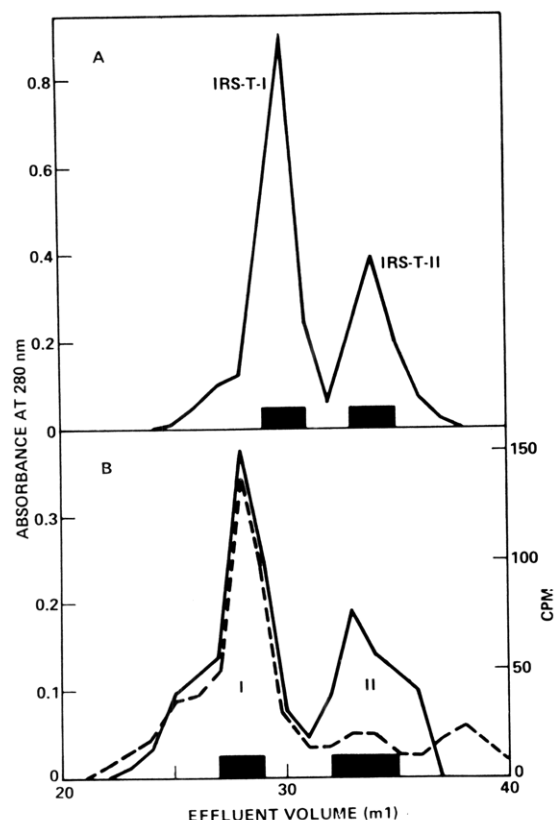 A
IRS-T-I
0.8
0.6
0.4
IRS-T-II
0.2
0
ABSORBANCE AT 280 nm
B
150
0.3
100
0.2
CPM
50
0.1
I
II
0
0
20
30
40
EFFLUENT VOLUME (m1)